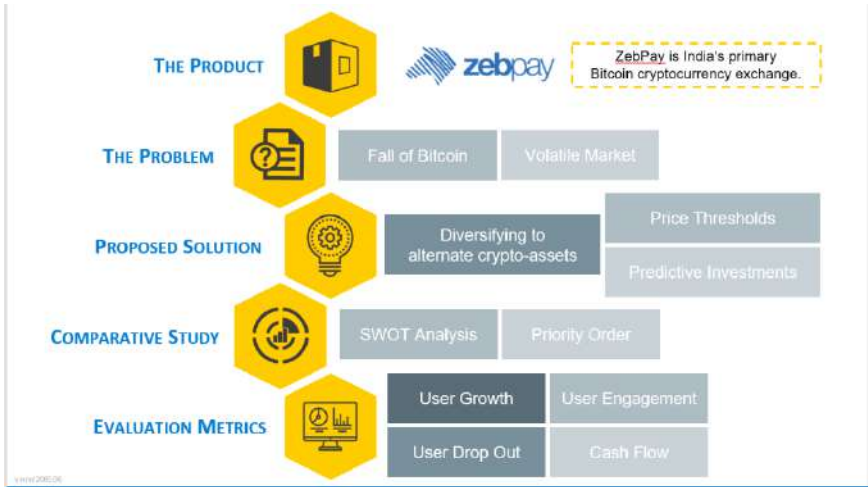 THE PRODUCT
zebpay
ZebPay is India's primary
Bitcoin cryptocurrency exchange.
THE PROBLEM
Fall of Bitcoin
Volatile Market
PROPOSED SOLUTION
Diversifying to
alternate crypto-assets
Price Thresholds
Predictive Investments
COMPARATIVE STUDY
SWOT Analysis
Priority Order
EVALUATION METRICS
User Growth
User Engagement
User Drop Out
Cash Flow